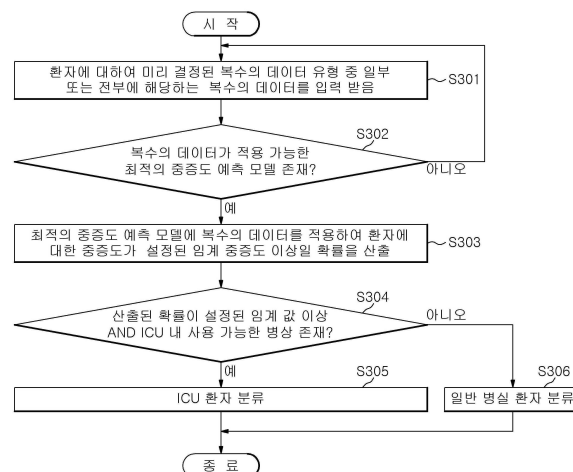 시 작
환자에 대하여 미리 결정된 복수의 데이터 유형 중 일부
또는 전부에 해당하는 복수의 데이터를 입력 받음
S301
S302
복수의 데이터가 적용 가능한
최적의 중증도 예측 모델 존재?
아니오
예
최적의 중증도 예측 모델에 복수의 데이터를 적용하여 환자에
대한 중증도가 설정된 임계 중증도 이상일 확률을 산출
S303
S304
산출된 확률이 설정된 임계 값 이상
AND ICU 내 사용 가능한 병상 존재?
아니오
예
S305
ICU 환자 분류
S306
일반 병실 환자 분류
종 료